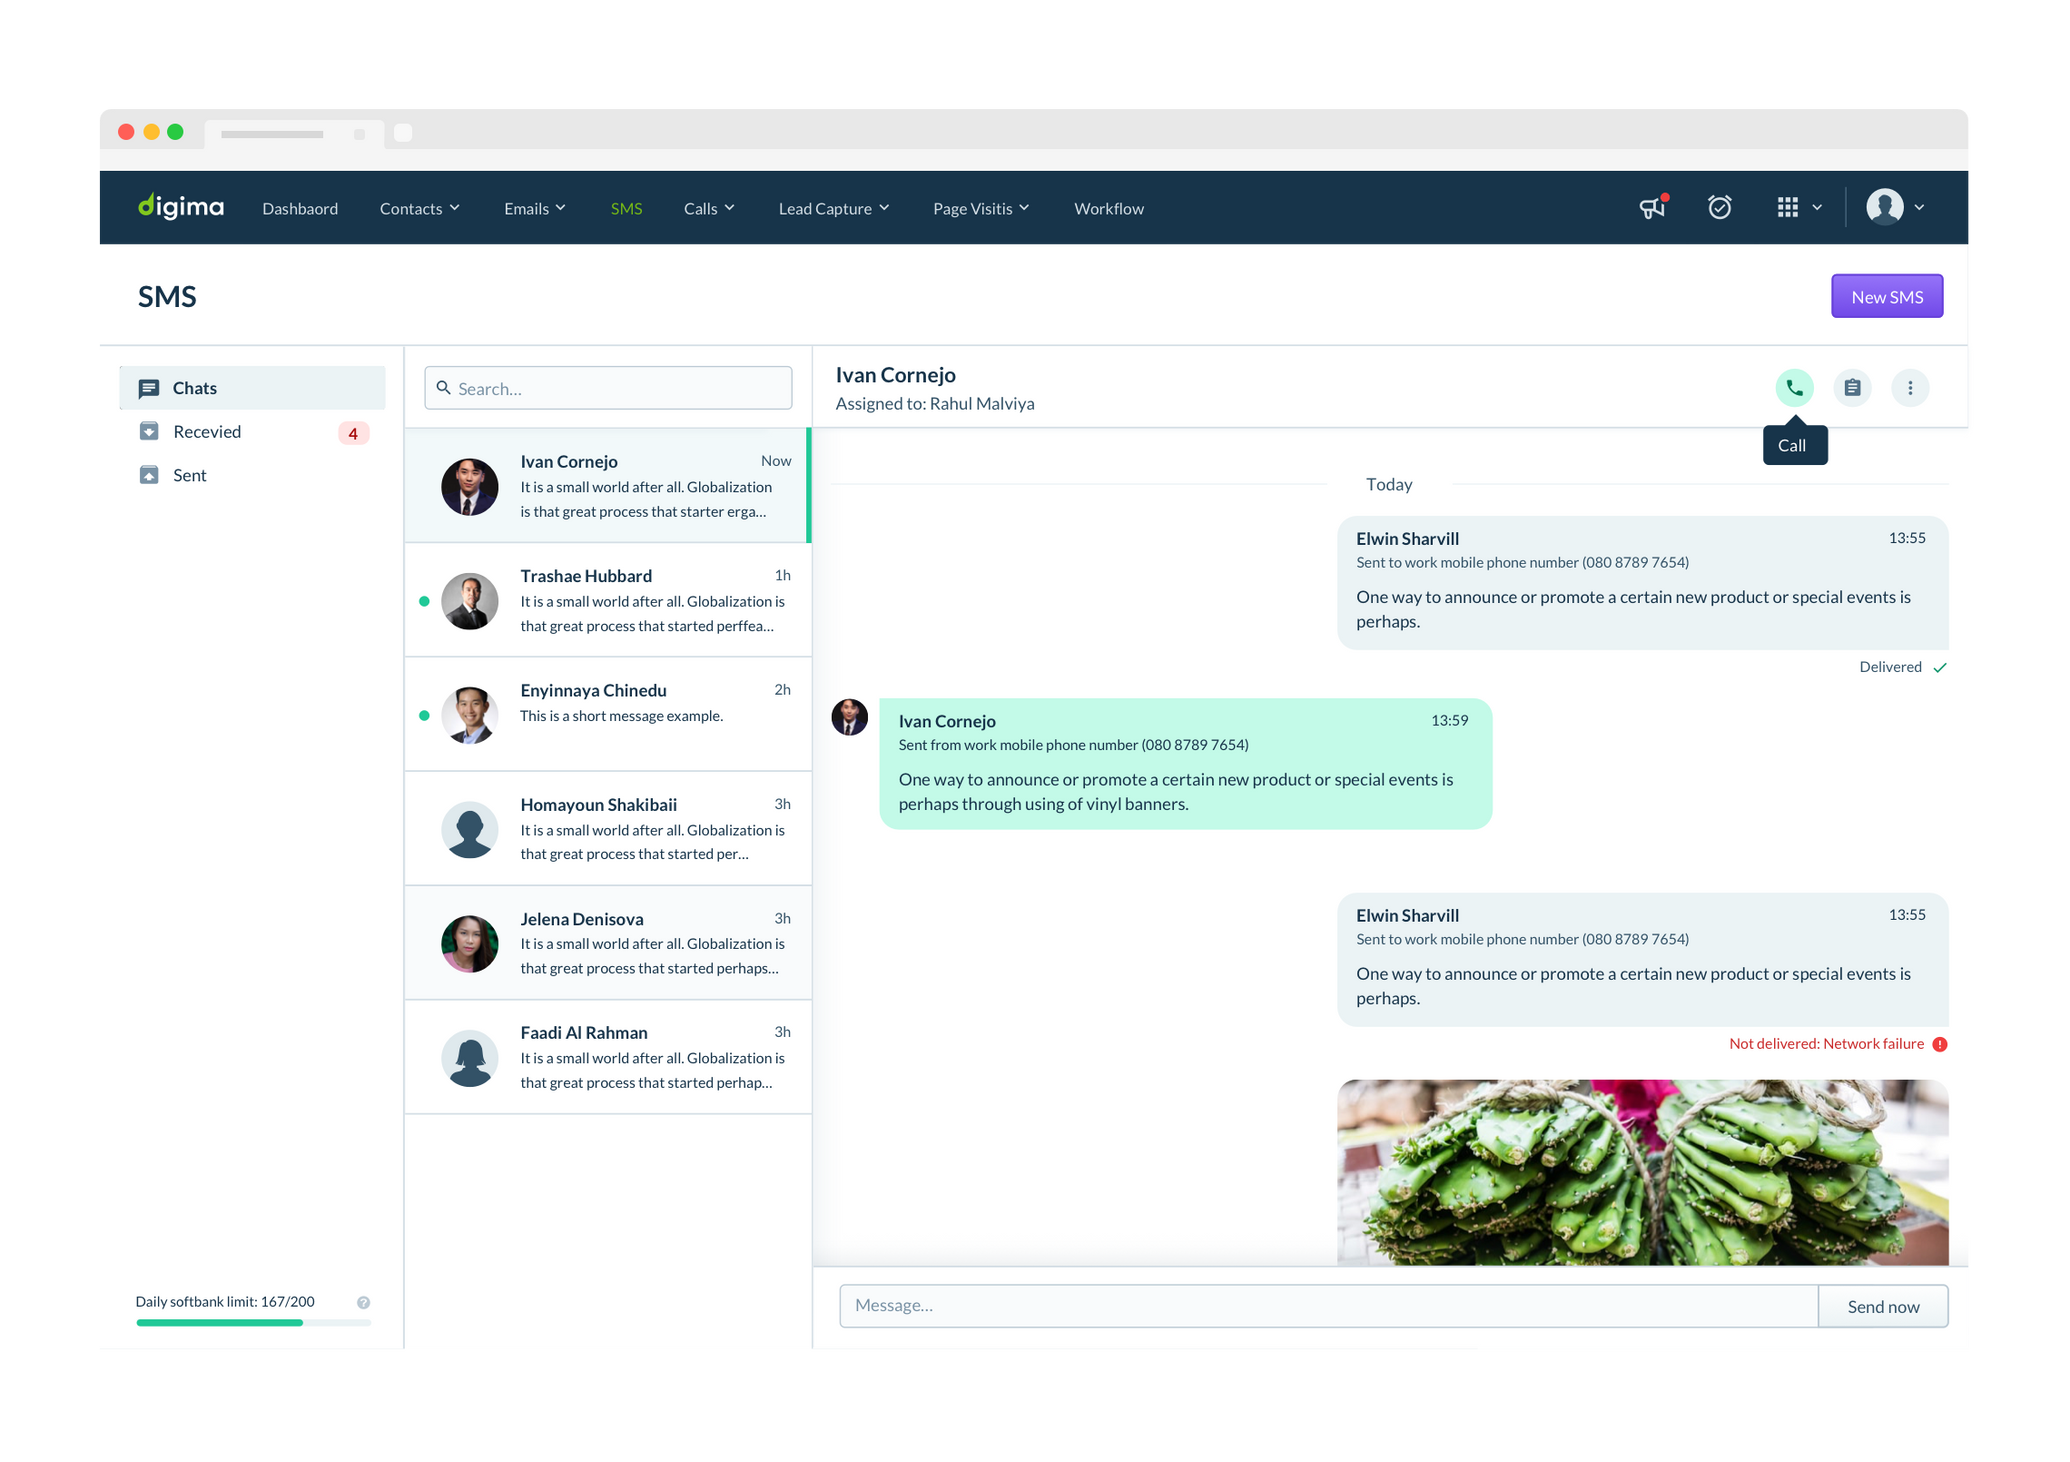 digima
Dashbaord
Contacts
Emails
SMS
Calls
Lead Capture
Page Visitis
Workflow
SMS
New SMS
Chats
Recevied
4
Sent
Daily softbank limit: 167/200
?
Search...
Ivan Cornejo
Now
It is a small world after all. Globalization
is that great process that starter erga...
Trashae Hubbard
1h
It is a small world after all. Globalization is
that great process that started perffea...
Enyinnaya Chinedu
2h
This is a short message example.
Homayoun Shakibaii
3h
It is a small world after all. Globalization is
that great process that started per...
Jelena Denisova
3h
It is a small world after all. Globalization is
that great process that started perhaps...
Faadi Al Rahman
3h
It is a small world after all. Globalization is
that great process that started perhap...
Ivan Cornejo
Assigned to: Rahul Malviya
Call
Today
Elwin Sharvill
13:55
Sent to work mobile phone number (080 8789 7654)
One way to announce or promote a certain new product or special events is
perhaps.
Delivered
Ivan Cornejo
13:59
Sent from work mobile phone number (080 8789 7654)
One way to announce or promote a certain new product or special events is
perhaps through using of vinyl banners.
Elwin Sharvill
13:55
Sent to work mobile phone number (080 8789 7654)
One way to announce or promote a certain new product or special events is
perhaps.
Not delivered: Network failure
Message...
Send now